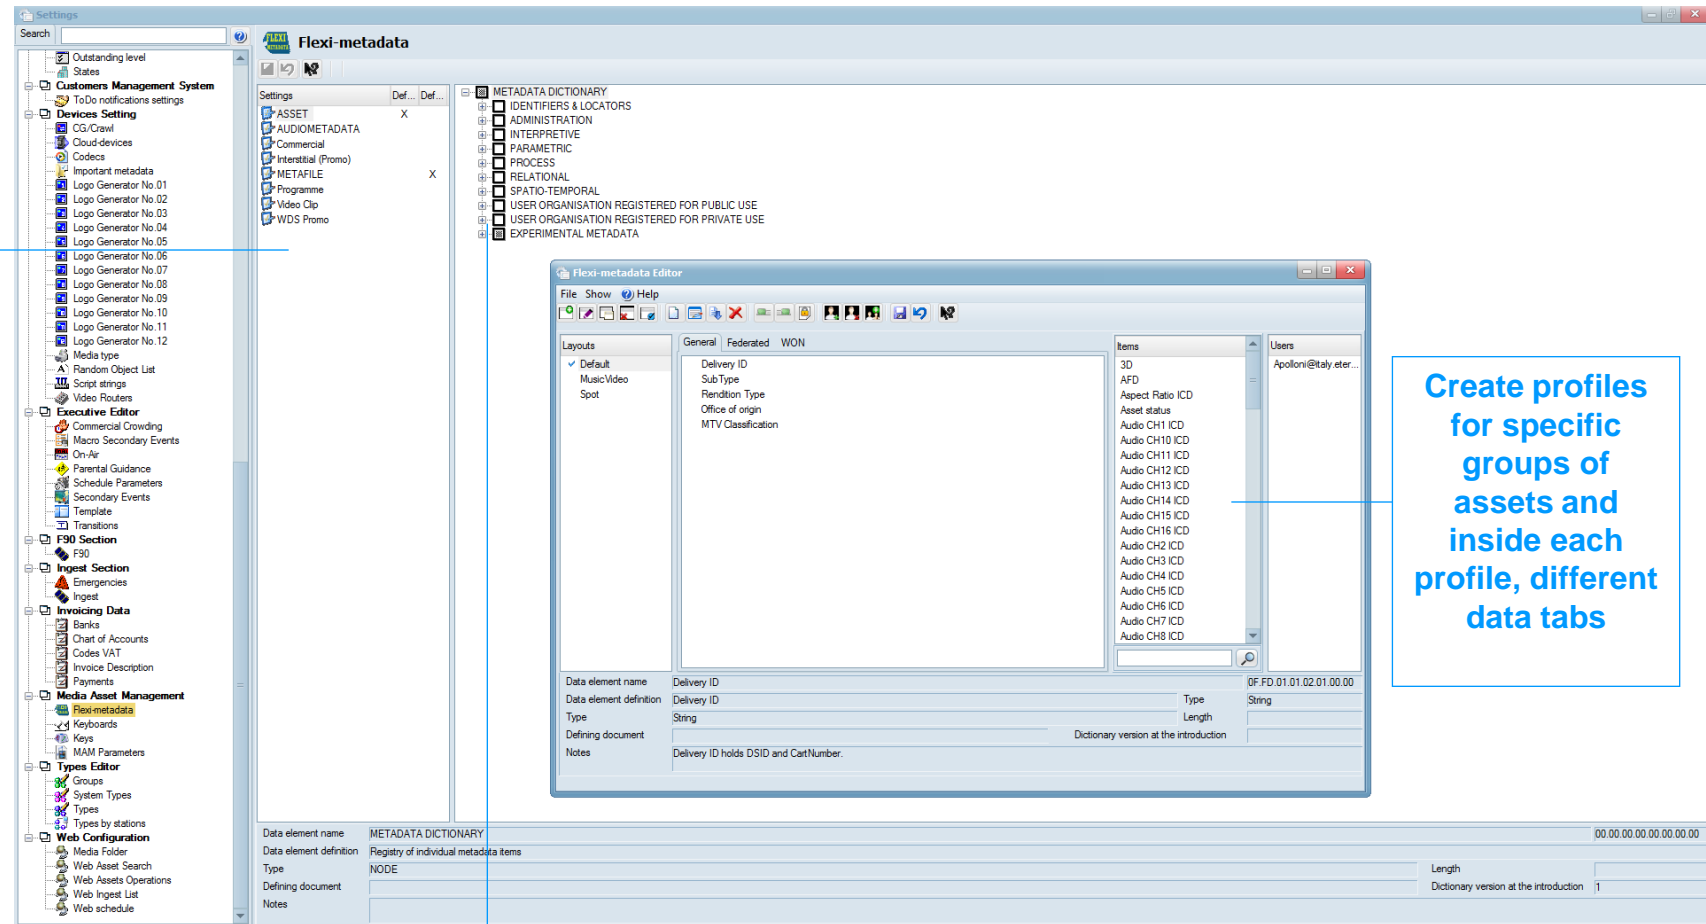 Settings
Search
FLEXI METADATA
Flexi-metadata
Outstanding level
States
Customers Management System
ToDo notifications settings
Devices Setting
CG/Crawl
Cloud-devices
Codecs
Important metadata
Logo Generator No.01
Logo Generator No.02
Logo Generator No.03
Logo Generator No.04
Logo Generator No.05
Logo Generator No.06
Logo Generator No.07
Logo Generator No.08
Logo Generator No.09
Logo Generator No.10
Logo Generator No.11
Logo Generator No.12
Media type
Random Object List
Script strings
Video Routers
Executive Editor
Commercial Crowding
Macro Secondary Events
On-Air
Parental Guidance
Schedule Parameters
Secondary Events
Template
Transitions
F90 Section
F90
Ingest Section
Emergencies
Ingest
Invoicing Data
Banks
Chart of Accounts
Codes VAT
Invoice Description
Payments
Media Asset Management
Flexi-metadata
Keyboards
Keys
MAM Parameters
Types Editor
Groups
System Types
Types
Types by stations
Web Configuration
Media Folder
Web Asset Search
Web Assets Operations
Web Ingest List
Web schedule
Settings Def... Def...
ASSET X
AUDIOMETADATA
Commercial
Interstitial (Promo)
METAFILE X
Programme
Video Clip
WDS Promo
METADATA DICTIONARY
IDENTIFIERS & LOCATORS
ADMINISTRATION
INTERPRETIVE
PARAMETRIC
PROCESS
RELATIONAL
SPATIO-TEMPORAL
USER ORGANISATION REGISTERED FOR PUBLIC USE
USER ORGANISATION REGISTERED FOR PRIVATE USE
EXPERIMENTAL METADATA
Flexi-metadata Editor
File Show Help
Layouts
Default
MusicVideo
Spot
General Federated WON
Delivery ID
SubType
Rendition Type
Office of origin
MTV Classification
Items
3D
AFD
Aspect Ratio ICD
Asset status
Audio CH1 ICD
Audio CH10 ICD
Audio CH11 ICD
Audio CH12 ICD
Audio CH13 ICD
Audio CH14 ICD
Audio CH15 ICD
Audio CH16 ICD
Audio CH2 ICD
Audio CH3 ICD
Audio CH4 ICD
Audio CH5 ICD
Audio CH6 ICD
Audio CH7 ICD
Audio CH8 ICD
Users
Apolloni@italy.eter...
Data element name Delivery ID 0F.FD.01.01.02.01.00.00
Data element definition Delivery ID Type String
Type String Length
Defining document Dictionary version at the introduction
Notes Delivery ID holds DSID and CartNumber.
Create profiles
for specific
groups of
assets and
inside each
profile, different
data tabs
Data element name METADATA DICTIONARY 00.00.00.00.00.00.00.00
Data element definition Registry of individual metadata items
Type NODE Length
Defining document Dictionary version at the introduction 1
Notes